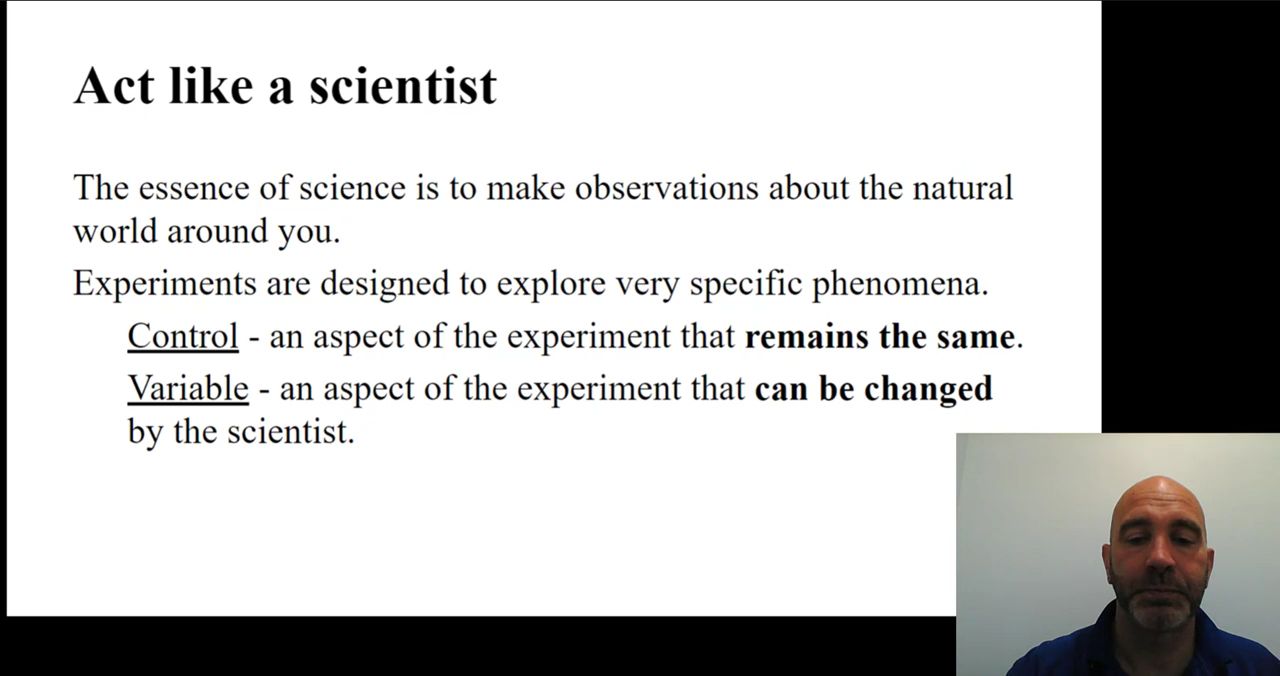 Act like a scientist
The essence of science is to make observations about the natural
world around you.
Experiments are designed to explore very specific phenomena.
Control - an aspect of the experiment that remains the same.
Variable - an aspect of the experiment that can be changed
by the scientist.